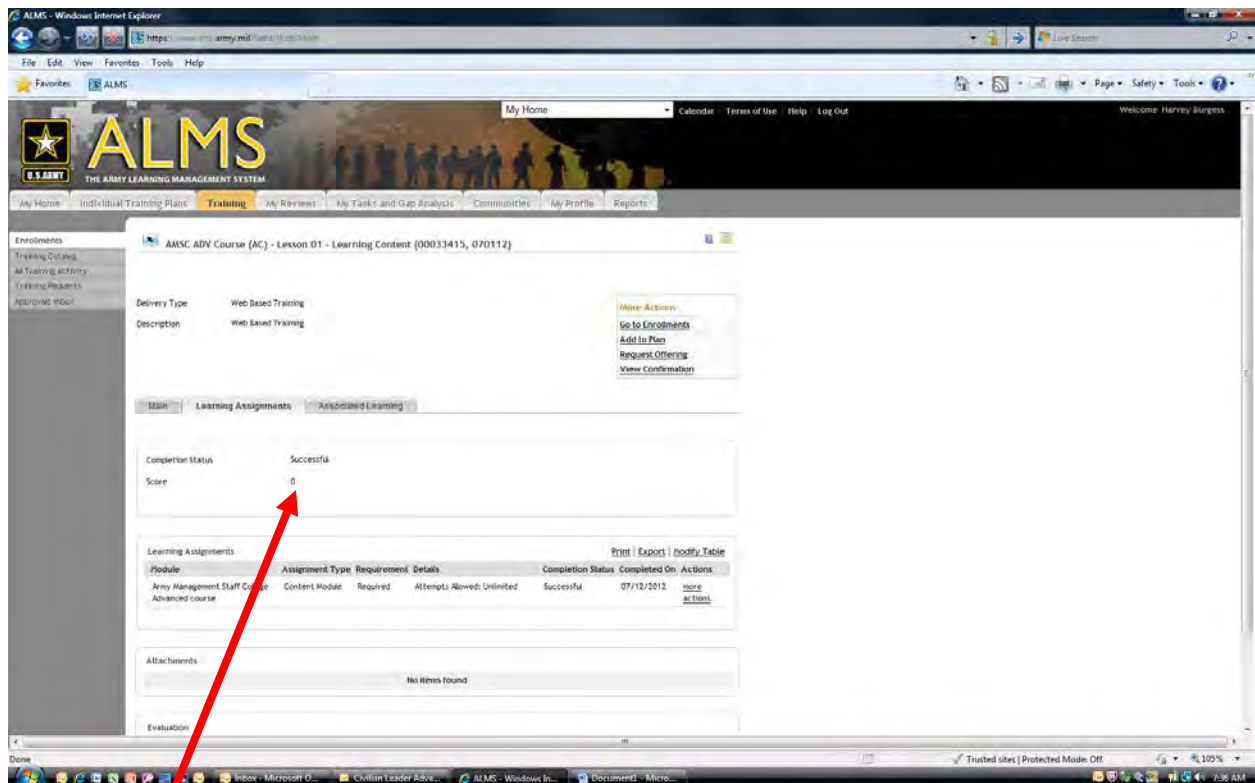 ALMS - Windows Internet Explorer
https:// army.mil
Live Search
File Edit View Favorites Tools Help
Favorites ALMS
Page Safety Tools
My Home Calendar Terms of Use Help Log Out Welcome Harvey Burgess
U.S.ARMY
ALMS
THE ARMY LEARNING MANAGEMENT SYSTEM
My Home Individual Training Plans Training My Reviews My Tasks and Gap Analysis Communities My Profile Reports
Enrollments
Training Catalog
All Training Activity
Training Requests
Approval Inbox
AMSC ADV Course (AC) - Lesson 01 - Learning Content (00033415, 070112)
Delivery Type Web Based Training
Description Web Based Training
More Actions
Go to Enrollments
Add to Plan
Request Offering
View Confirmation
Main Learning Assignments Associated Learning
Completion Status Successful
Score 0
Learning Assignments Print | Export | Modify Table
Module Assignment Type Requirement Details Completion Status Completed On Actions
Army Management Staff College Content Module Required Attempts Allowed: Unlimited Successful 07/12/2012 more
Advanced course actions
Attachments
No items found
Evaluation
Done Trusted sites | Protected Mode: Off 105%
Inbox - Microsoft O... Civilian Leader Adva... ALMS - Windows In... Document1 - Micro... 7:36 AM